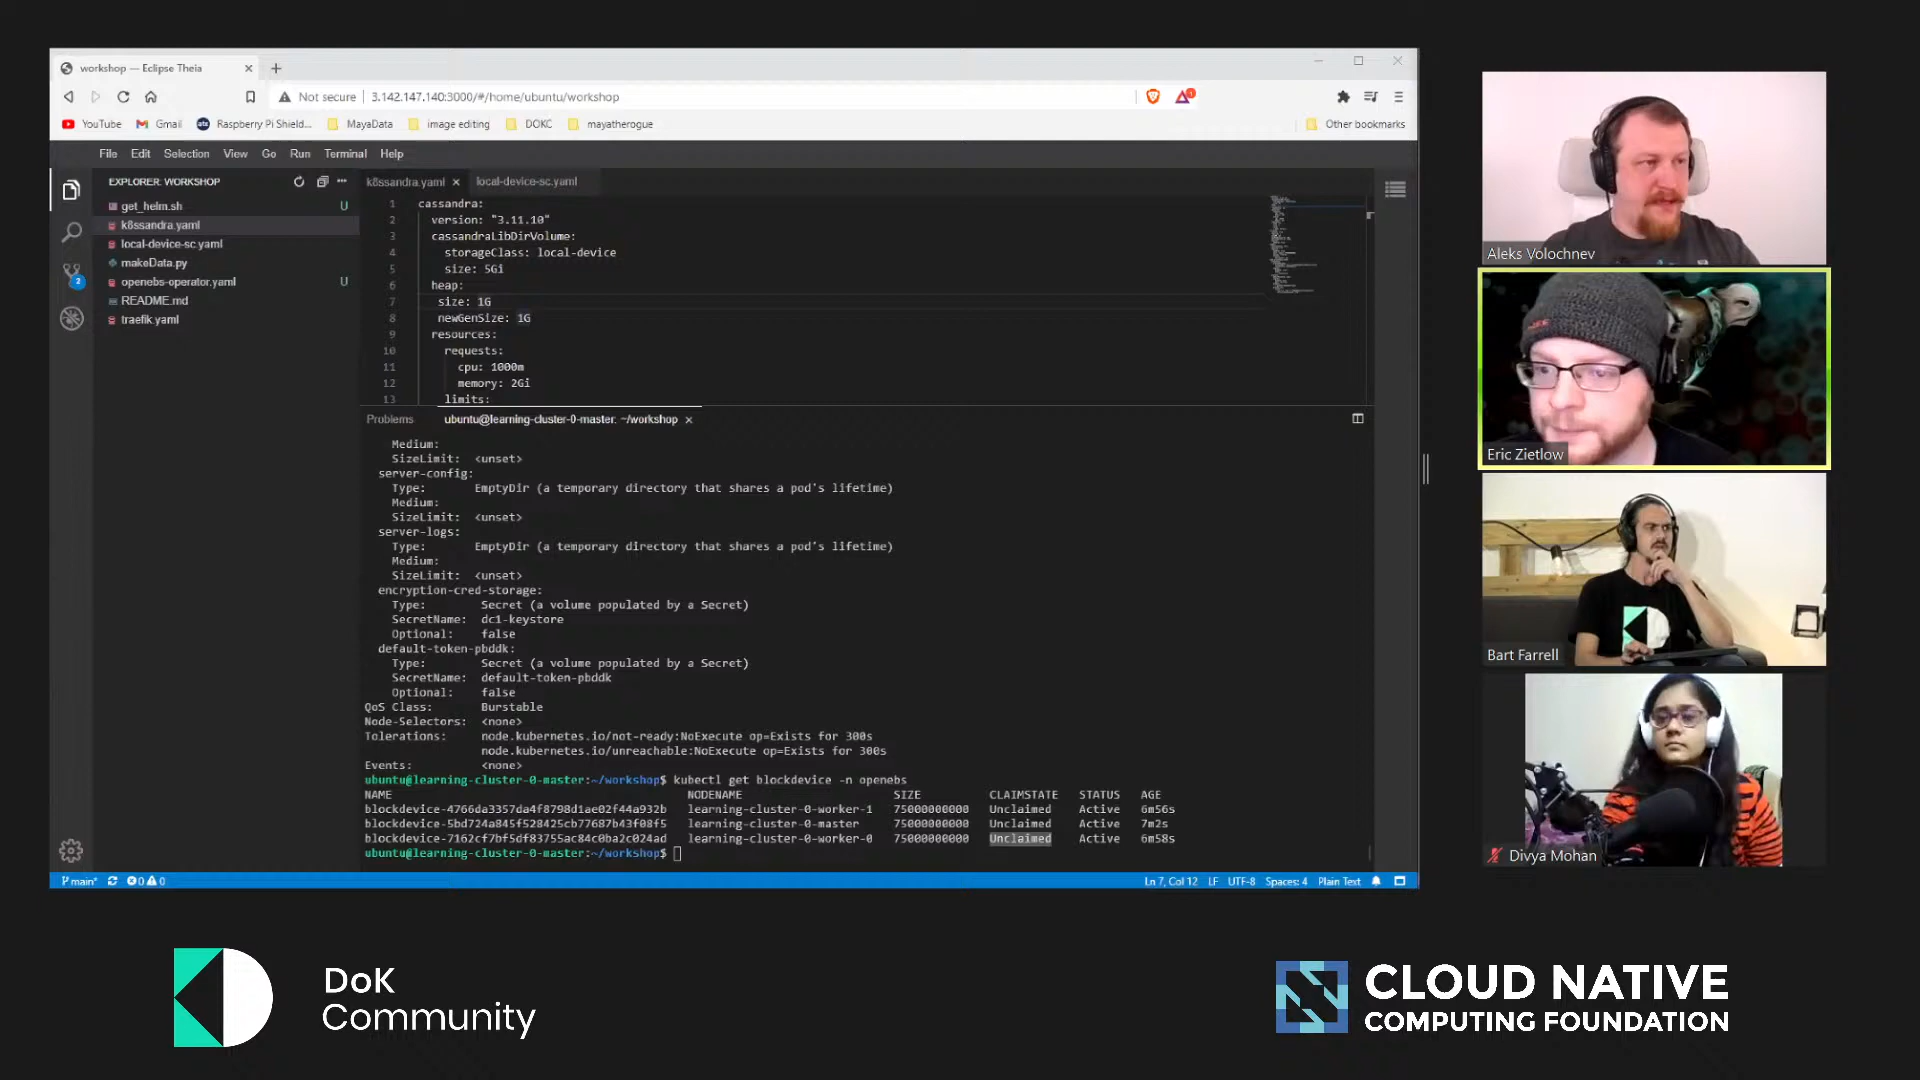 workshop — Eclipse Theia
Not secure
3.142.147.140:3000/#/home/ubuntu/workshop
YouTube
Gmail
Raspberry Pi Shield...
MayaData
image editing
DOKC
mayatherogue
Other bookmarks
File Edit Selection View Go Run Terminal Help
EXPLORER: WORKSHOP
get_helm.sh U
k8ssandra.yaml
local-device-sc.yaml
makeData.py
openebs-operator.yaml U
README.md
traefik.yaml
2
k8ssandra.yaml
local-device-sc.yaml
1 cassandra:
2 version: "3.11.10"
3 cassandraLibDirVolume:
4 storageClass: local-device
5 size: 5Gi
6 heap:
7 size: 1G
8 newGenSize: 1G
9 resources:
10 requests:
11 cpu: 1000m
12 memory: 2Gi
13 limits:
Problems
ubuntu@learning-cluster-0-master: ~/workshop
Medium:
SizeLimit: <unset>
server-config:
Type: EmptyDir (a temporary directory that shares a pod's lifetime)
Medium:
SizeLimit: <unset>
server-logs:
Type: EmptyDir (a temporary directory that shares a pod's lifetime)
Medium:
SizeLimit: <unset>
encryption-cred-storage:
Type: Secret (a volume populated by a Secret)
SecretName: dc1-keystore
Optional: false
default-token-pbddk:
Type: Secret (a volume populated by a Secret)
SecretName: default-token-pbddk
Optional: false
QoS Class: Burstable
Node-Selectors: <none>
Tolerations: node.kubernetes.io/not-ready:NoExecute op=Exists for 300s
node.kubernetes.io/unreachable:NoExecute op=Exists for 300s
Events: <none>
ubuntu@learning-cluster-0-master:~/workshop$ kubectl get blockdevice -n openebs
NAME NODENAME SIZE CLAIMSTATE STATUS AGE
blockdevice-4766da3357da4f8798d1ae02f44a932b learning-cluster-0-worker-1 75000000000 Unclaimed Active 6m56s
blockdevice-5bd724a845f528425cb77687b43f08f5 learning-cluster-0-master 75000000000 Unclaimed Active 7m2s
blockdevice-7162cf7bf5df83755ac84c0ba2c024ad learning-cluster-0-worker-0 75000000000 Unclaimed Active 6m58s
ubuntu@learning-cluster-0-master:~/workshop$
main* 0 0
Ln 7, Col 12 LF UTF-8 Spaces: 4 Plain Text
Aleks Volochnev
Eric Zietlow
Bart Farrell
Divya Mohan
DoK
Community
CLOUD NATIVE
COMPUTING FOUNDATION